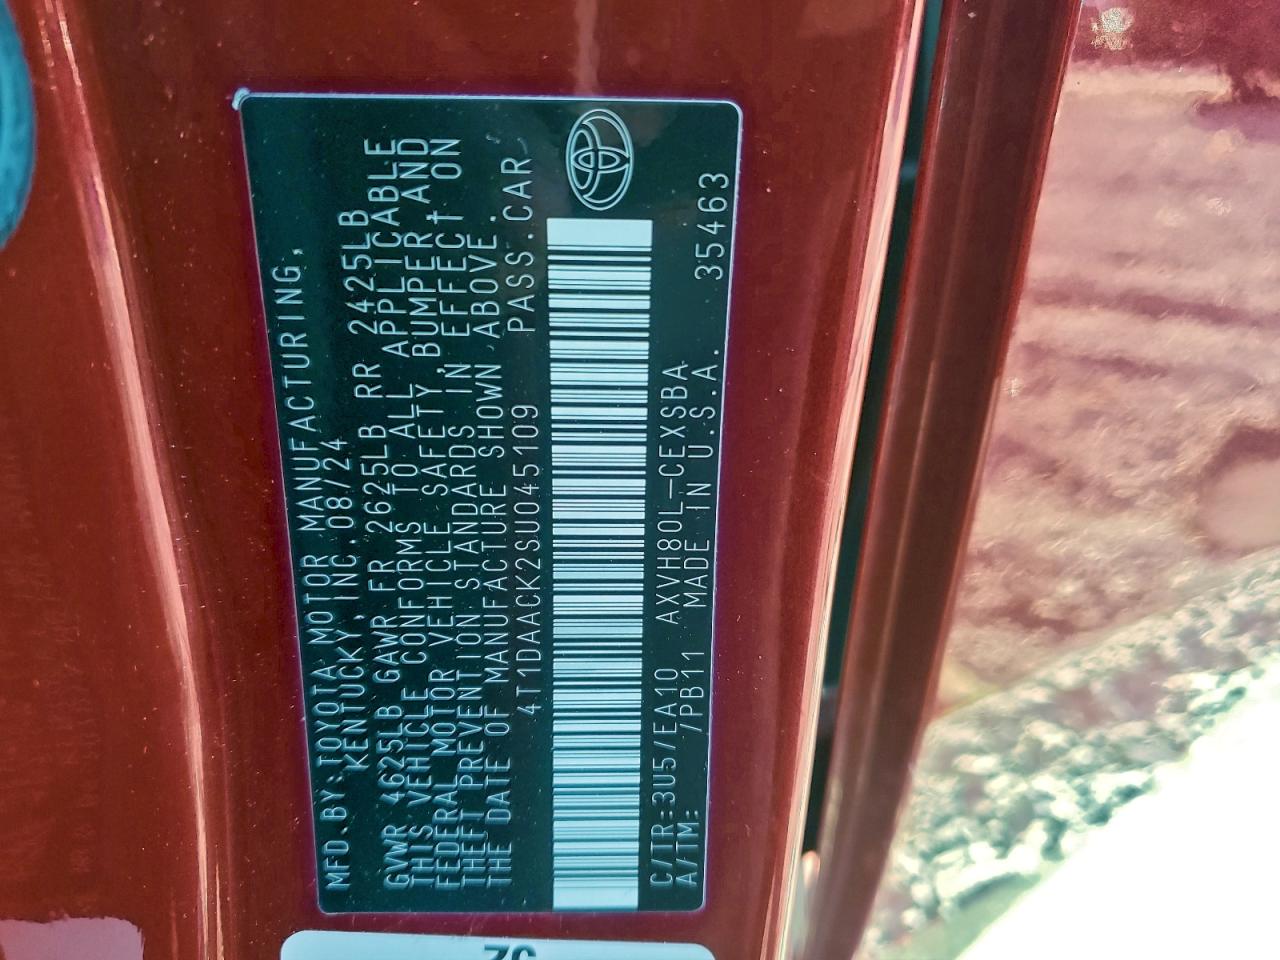 MFD.BY:TOYOTA MOTOR MANUFACTURING,
KENTUCKY,INC.08/24
GVWR 4625LB GAWR FR 2625LB RR 2425LB
THIS VEHICLE CONFORMS TO ALL APPLICABLE
FEDERAL MOTOR VEHICLE SAFETY,BUMPER,AND
THEFT PREVENTION STANDARDS IN EFFECT ON
THE DATE OF MANUFACTURE SHOWN ABOVE.
4T1DAACK2SU045109 PASS.CAR
C/TR:3U5/EA10 AXVH80L-CEXSBA
A/TM: /PB11 MADE IN U.S.A. 35463